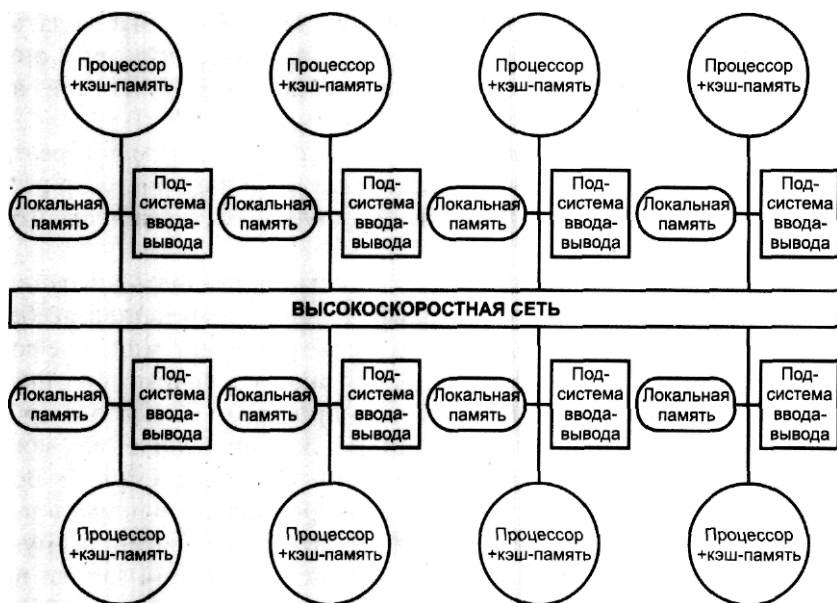 Процессор
+кэш-память
Процессор
+кэш-память
Процессор
+кэш-память
Процессор
+кэш-память
Локальная
память
Под-
система
ввода-
вывода
Локальная
память
Под-
система
ввода-
вывода
Локальная
память
Под-
система
ввода-
вывода
Локальная
память
Под-
система
ввода-
вывода
ВЫСОКОСКОРОСТНАЯ СЕТЬ
Локальная
память
Под-
система
ввода-
вывода
Локальная
память
Под-
система
ввода-
вывода
Локальная
память
Под-
система
ввода-
вывода
Локальная
память
Под-
система
ввода-
вывода
Процессор
+кэш-память
Процессор
+кэш-память
Процессор
+кэш-память
Процессор
+кэш-память